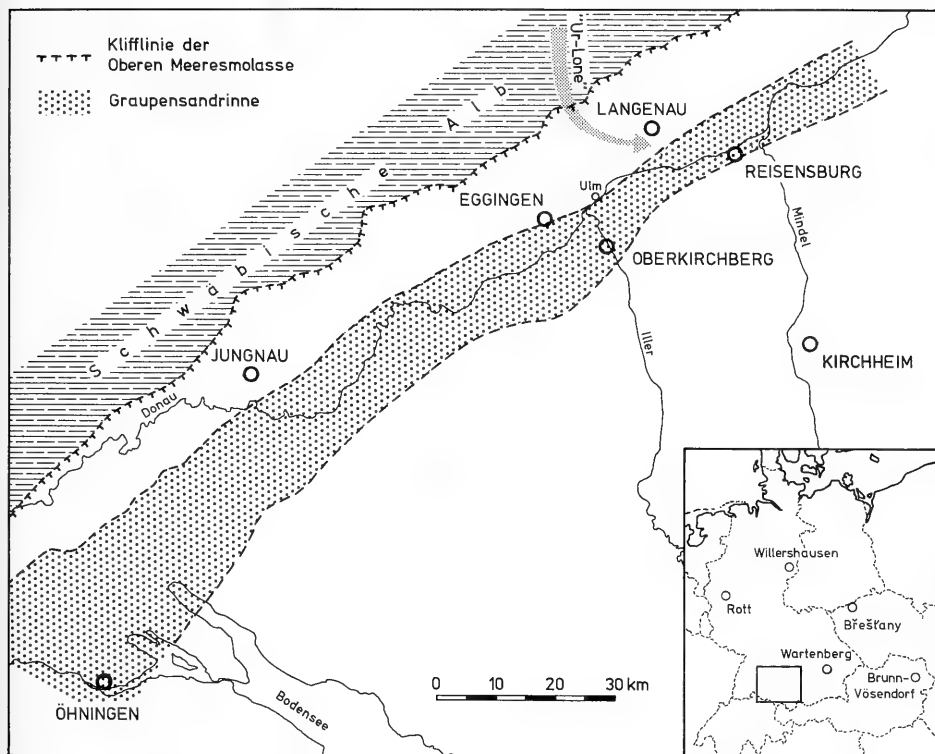 Klifflinie der
Oberen Meeresmolasse
Graupensandrinne
"Ur-Lone"
Schwäbische Alb
LANGENAU
REISENSBURG
Ulm
EGGINGEN
OBERKIRCHBERG
Mindel
JUNGNAU
Iller
KIRCHHEIM
Donau
Willershausen
Rott
Břešťany
Wartenberg
Brunn-
Vösendorf
0 10 20 30 km
ÖHNINGEN
Bodensee